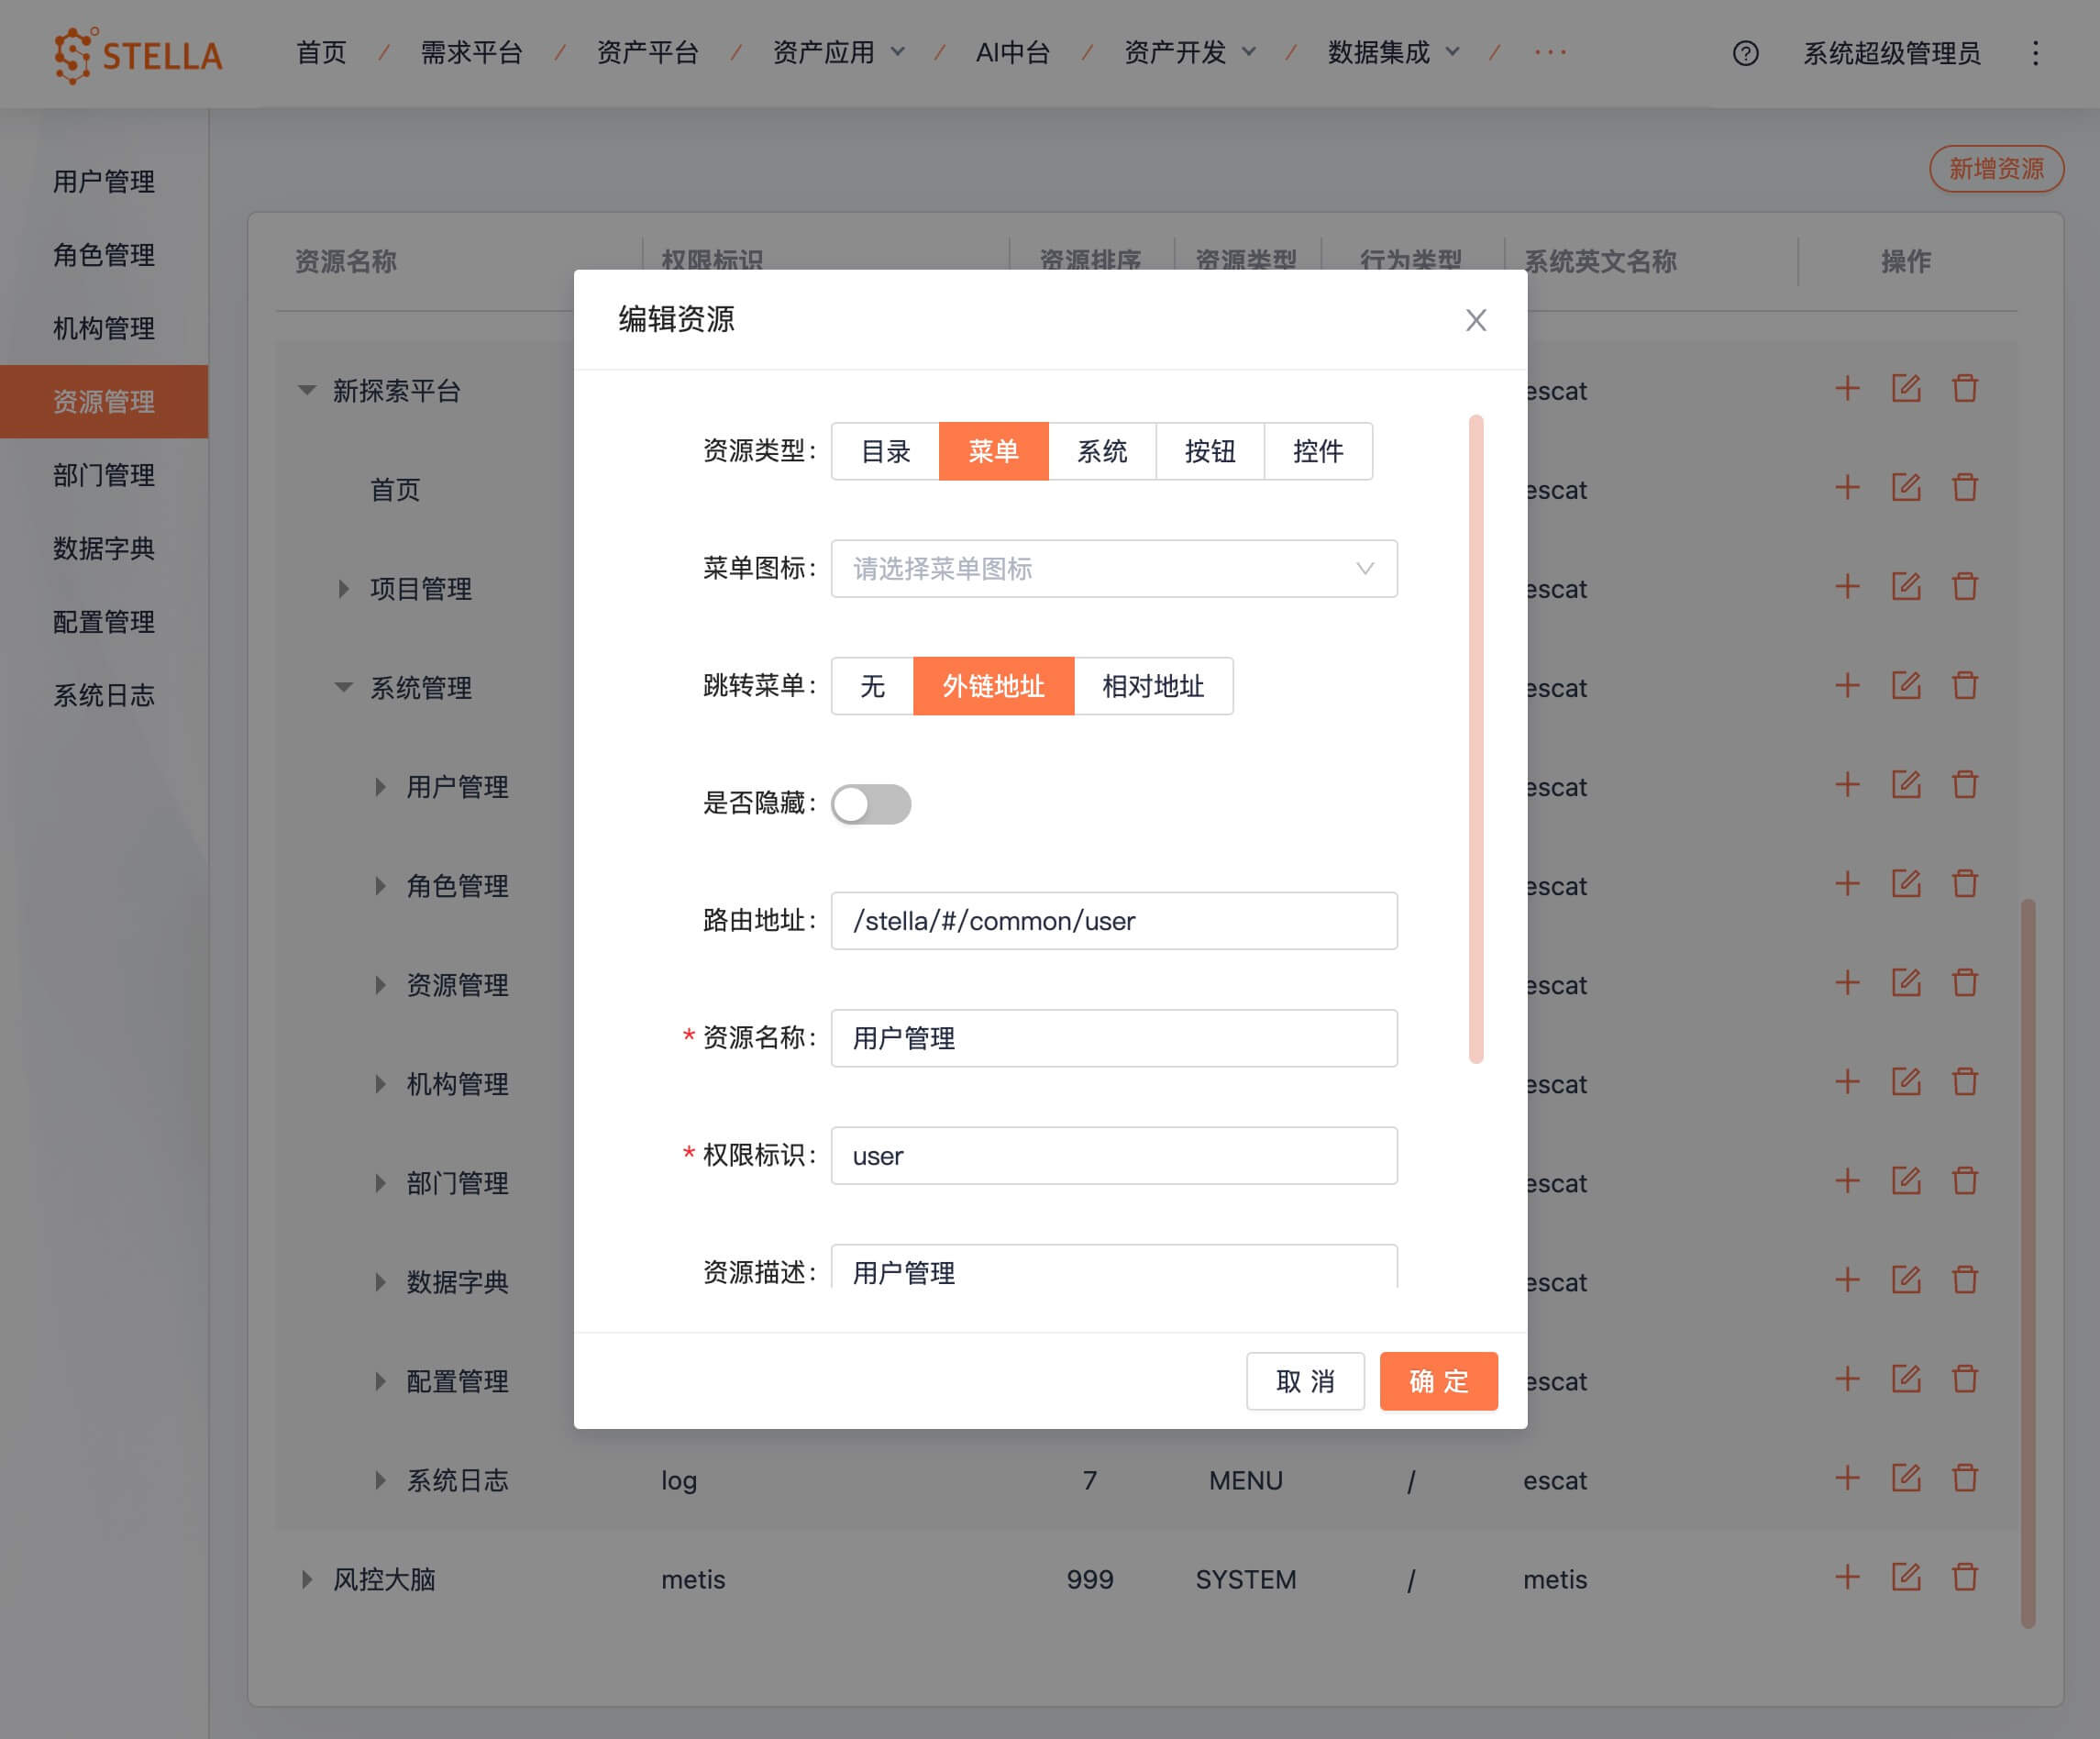 STELLA 首页 / 需求平台 / 资产平台 / 资产应用 / AI中台 / 资产开发 / 数据集成 / ··· 系统超级管理员
新增资源
用户管理
角色管理
机构管理
资源管理
部门管理
数据字典
配置管理
系统日志
资源名称 权限标识 资源排序 资源类型 行为类型 系统英文名称 操作
新探索平台 escat
首页 escat
项目管理 escat
系统管理 escat
用户管理 escat
角色管理 escat
资源管理 escat
机构管理 escat
部门管理 escat
数据字典 escat
配置管理 escat
系统日志 log 7 MENU / escat
风控大脑 metis 999 SYSTEM / metis
编辑资源
资源类型: 目录 菜单 系统 按钮 控件
菜单图标: 请选择菜单图标
跳转菜单: 无 外链地址 相对地址
是否隐藏:
路由地址: /stella/#/common/user
* 资源名称: 用户管理
* 权限标识: user
资源描述: 用户管理
取 消 确 定